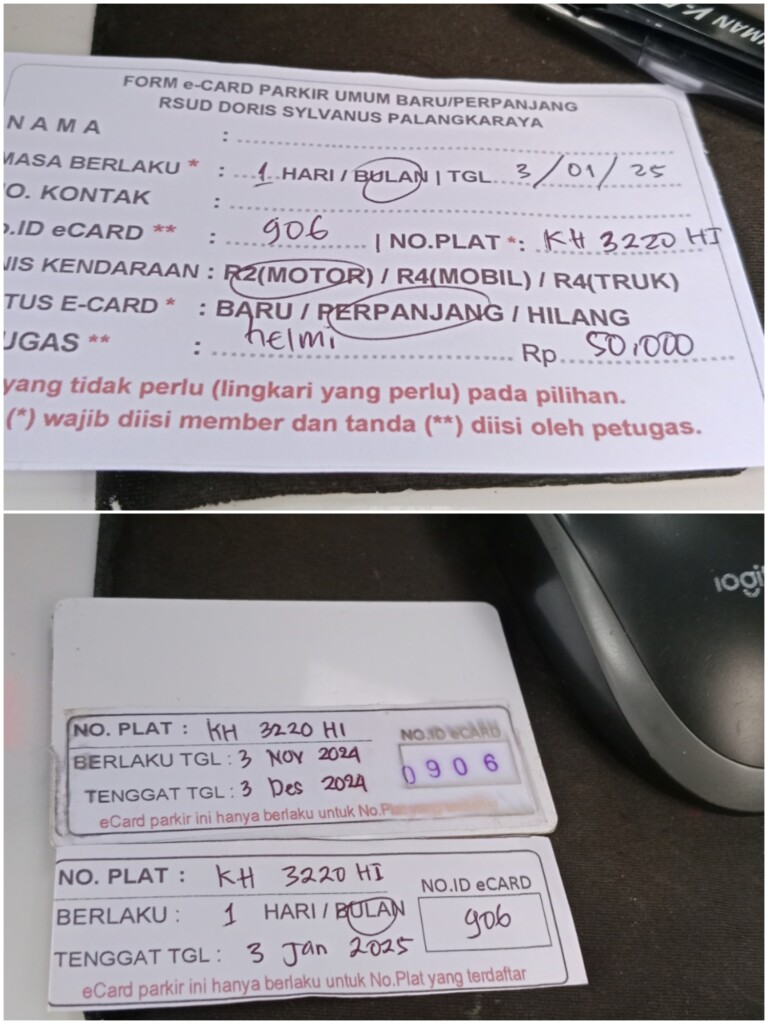 FORM e-CARD PARKIR UMUM BARU/PERPANJANG
RSUD DORIS SYLVANUS PALANGKARAYA
NAMA : 
MASA BERLAKU * : 1 HARI / BULAN | TGL 3/01/25
O. KONTAK :
.ID eCARD ** : 906 | NO.PLAT *: KH 3220 HI
NIS KENDARAAN : R2(MOTOR) / R4(MOBIL) / R4(TRUK)
TUS E-CARD * : BARU / PERPANJANG / HILANG
UGAS ** : helmi Rp 50,000
yang tidak perlu (lingkari yang perlu) pada pilihan.
(*) wajib diisi member dan tanda (**) diisi oleh petugas.
logi
NO. PLAT : KH 3220 HI
NO.ID eCARD
BERLAKU TGL : 3 NOV 2024
0906
TENGGAT TGL : 3 Des 2024
eCard parkir ini hanya berlaku untuk No.Plat
NO. PLAT : KH 3220 HI
NO.ID eCARD
BERLAKU : 1 HARI / BULAN
906
TENGGAT TGL : 3 Jan 2025
eCard parkir ini hanya berlaku untuk No.Plat yang terdaftar